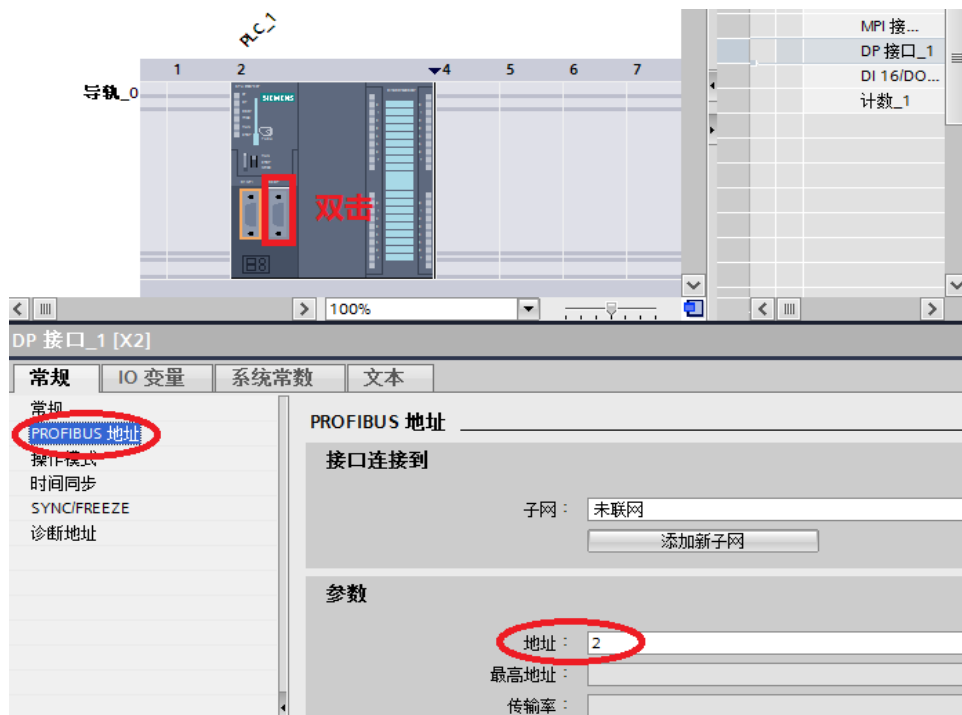 PLC_1
MPI 接...
DP 接口_1
DI 16/DO...
计数_1
1 2 4 5 6 7
导轨_0
SIEMENS
双击
100%
DP 接口_1 [X2]
常规 IO 变量 系统常数 文本
常规
PROFIBUS 地址
操作模式
时间同步
SYNC/FREEZE
诊断地址
PROFIBUS 地址
接口连接到
子网：
未联网
添加新子网
参数
地址：
2
最高地址：
传输率：